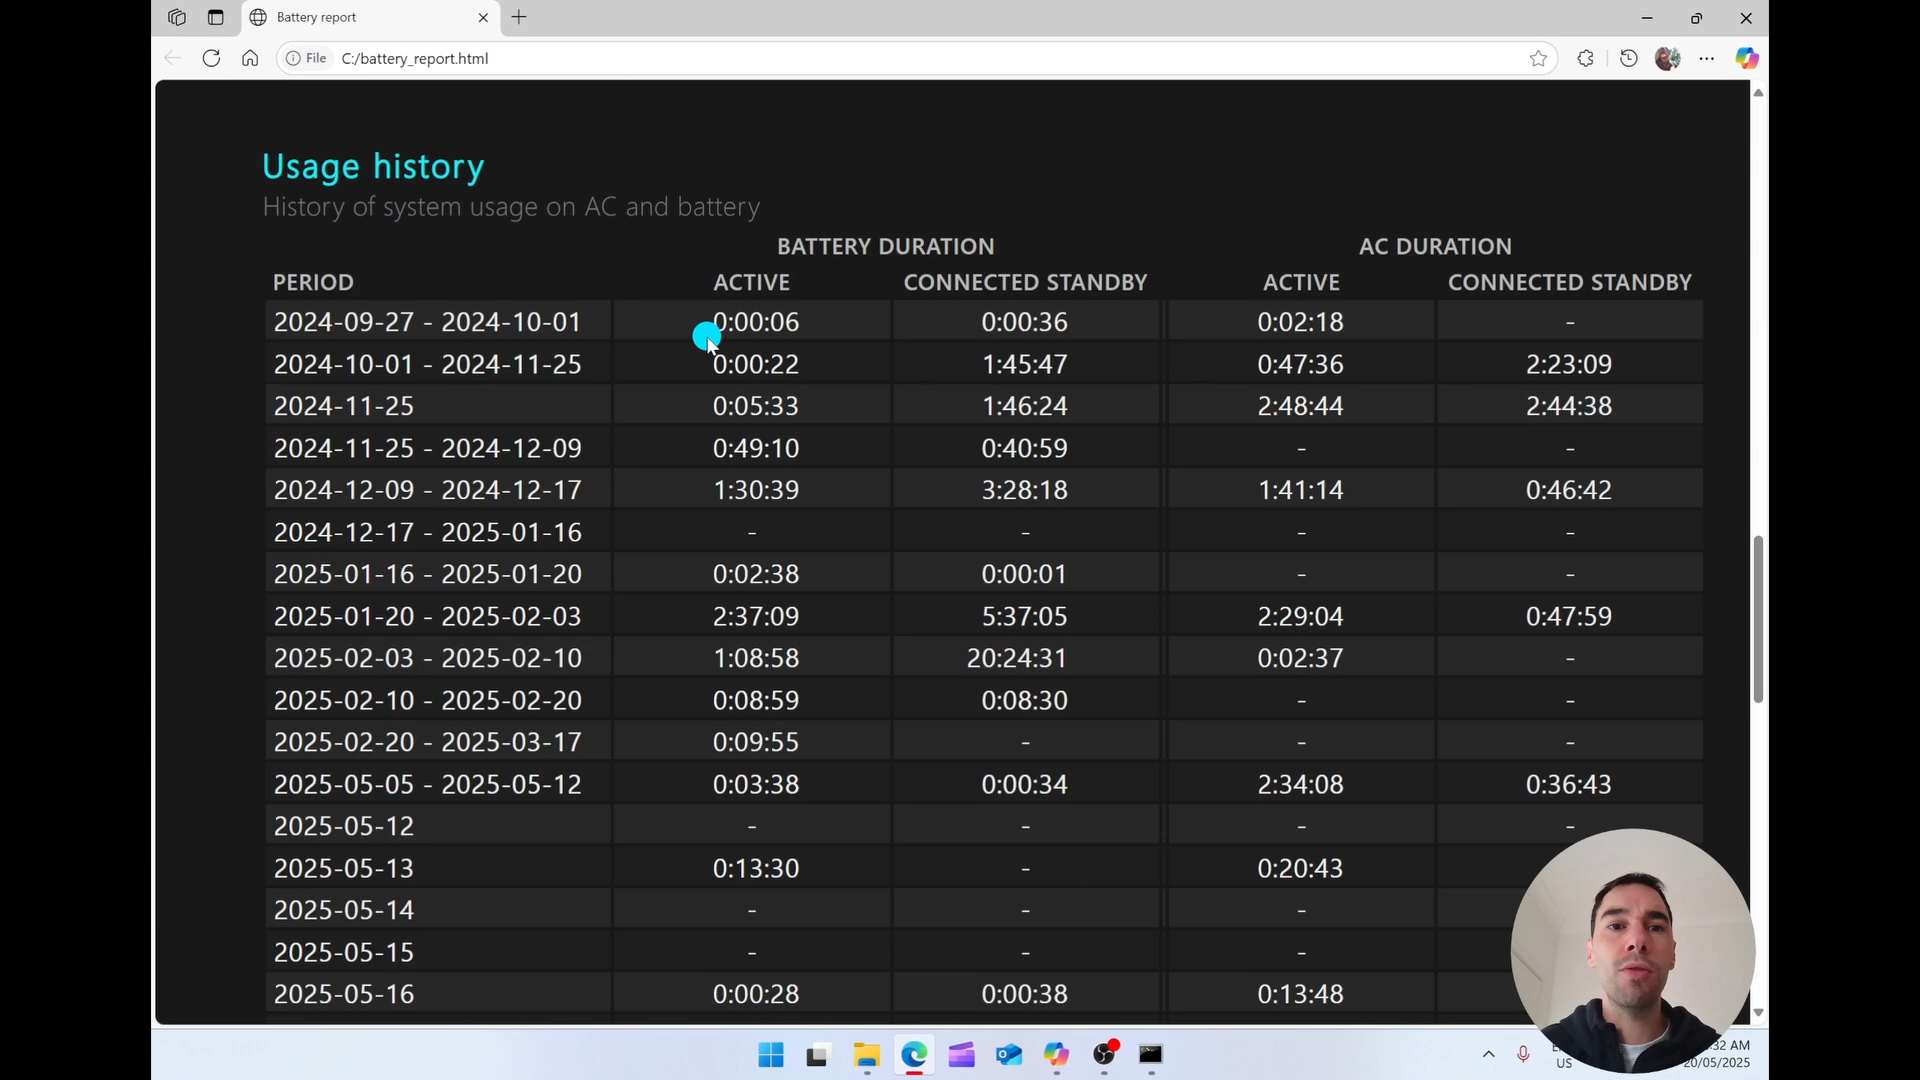 Battery report
File C:/battery_report.html
Usage history
History of system usage on AC and battery
BATTERY DURATION AC DURATION
PERIOD ACTIVE CONNECTED STANDBY ACTIVE CONNECTED STANDBY
2024-09-27 - 2024-10-01 0:00:06 0:00:36 0:02:18 -
2024-10-01 - 2024-11-25 0:00:22 1:45:47 0:47:36 2:23:09
2024-11-25 0:05:33 1:46:24 2:48:44 2:44:38
2024-11-25 - 2024-12-09 0:49:10 0:40:59 - -
2024-12-09 - 2024-12-17 1:30:39 3:28:18 1:41:14 0:46:42
2024-12-17 - 2025-01-16 - - - -
2025-01-16 - 2025-01-20 0:02:38 0:00:01 - -
2025-01-20 - 2025-02-03 2:37:09 5:37:05 2:29:04 0:47:59
2025-02-03 - 2025-02-10 1:08:58 20:24:31 0:02:37 -
2025-02-10 - 2025-02-20 0:08:59 0:08:30 - -
2025-02-20 - 2025-03-17 0:09:55 - - -
2025-05-05 - 2025-05-12 0:03:38 0:00:34 2:34:08 0:36:43
2025-05-12 - - - -
2025-05-13 0:13:30 - 0:20:43
2025-05-14 - - -
2025-05-15 - - -
2025-05-16 0:00:28 0:00:38 0:13:48
:32 AM
US 20/05/2025